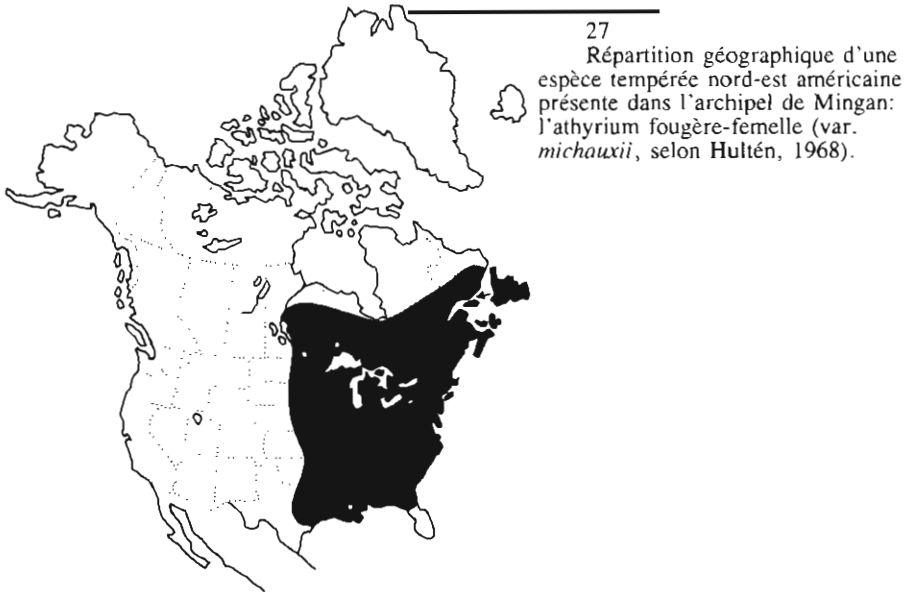 27
Répartition géographique d'une
espèce tempérée nord-est américaine
présente dans l'archipel de Mingan:
l'athyrium fougère-femelle (var.
michauxii, selon Hultén, 1968).